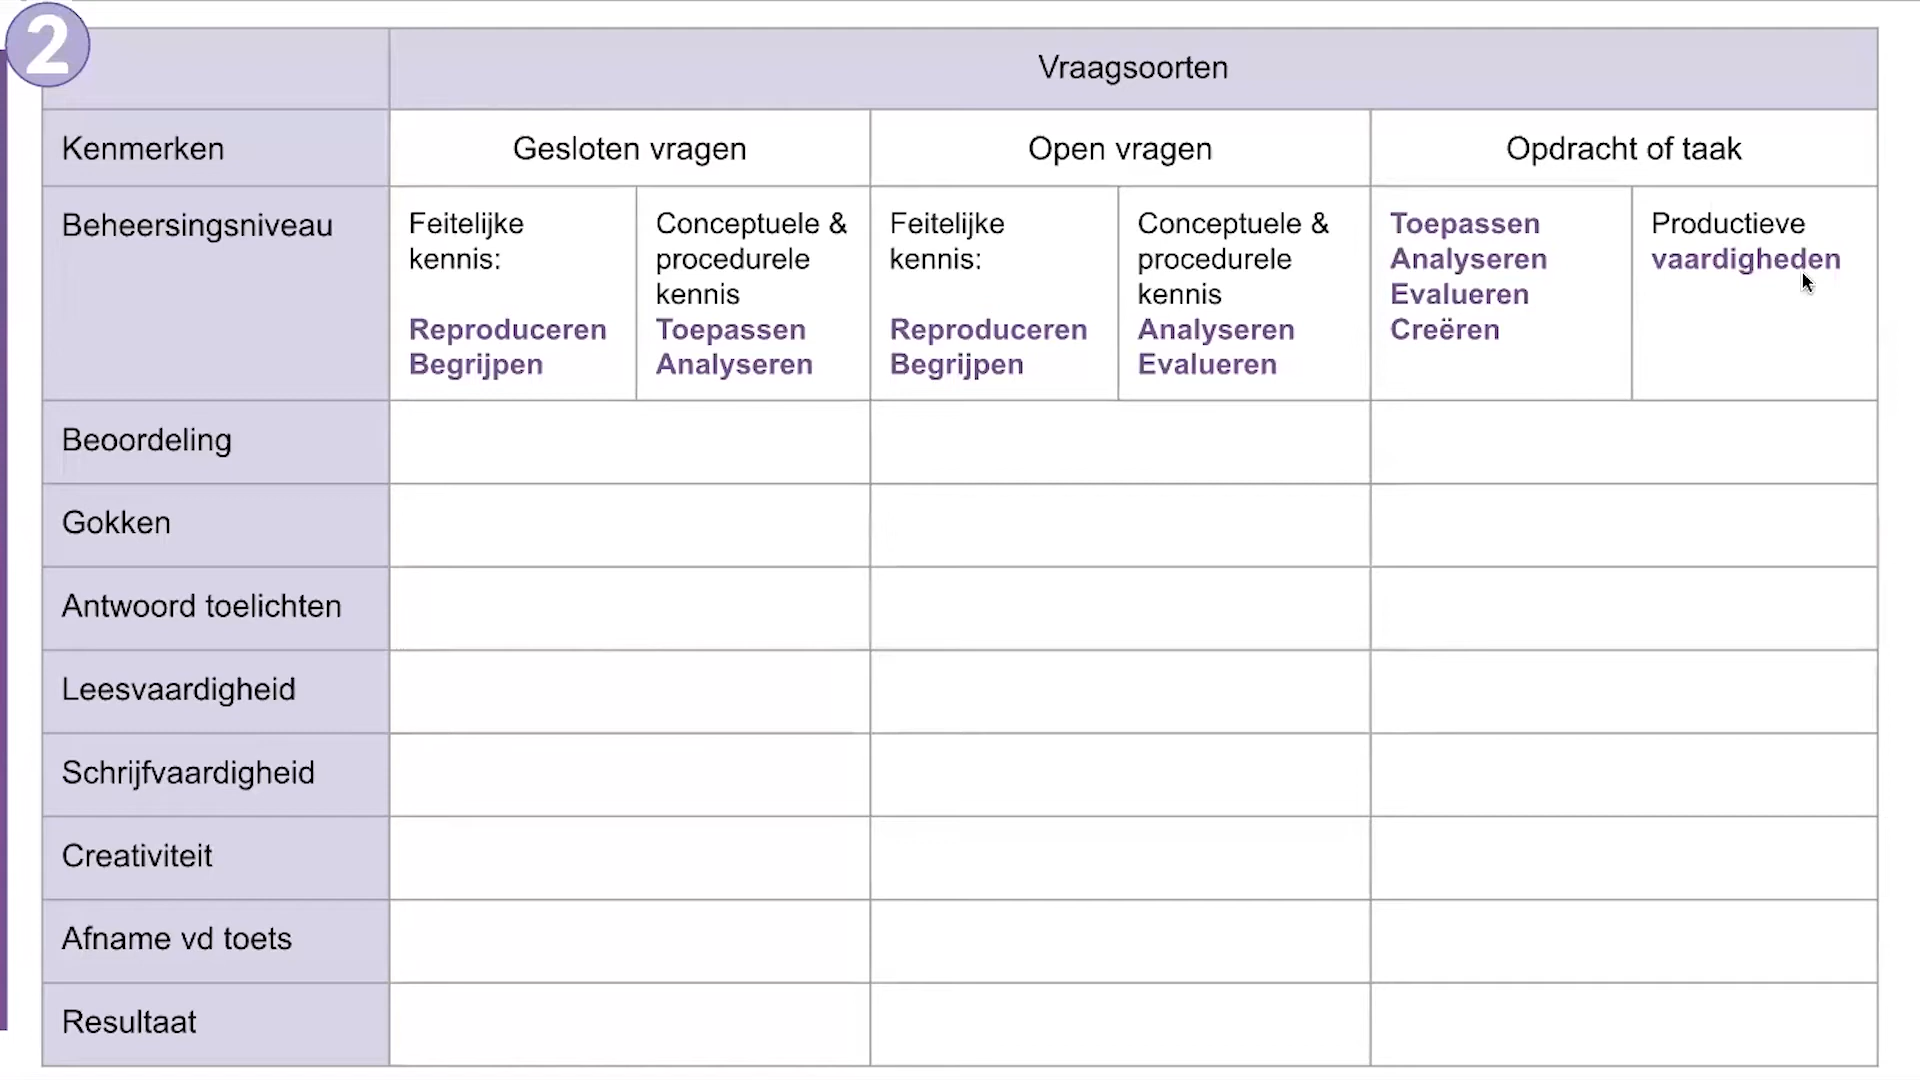 2
Vraagsoorten
Kenmerken
Gesloten vragen
Open vragen
Opdracht of taak
Beheersingsniveau
Feitelijke
kennis:
Reproduceren
Begrijpen
Conceptuele &
procedurele
kennis
Toepassen
Analyseren
Feitelijke
kennis:
Reproduceren
Begrijpen
Conceptuele &
procedurele
kennis
Analyseren
Evalueren
Toepassen
Analyseren
Evalueren
Creëren
Productieve
vaardigheden
Beoordeling
Gokken
Antwoord toelichten
Leesvaardigheid
Schrijfvaardigheid
Creativiteit
Afname vd toets
Resultaat